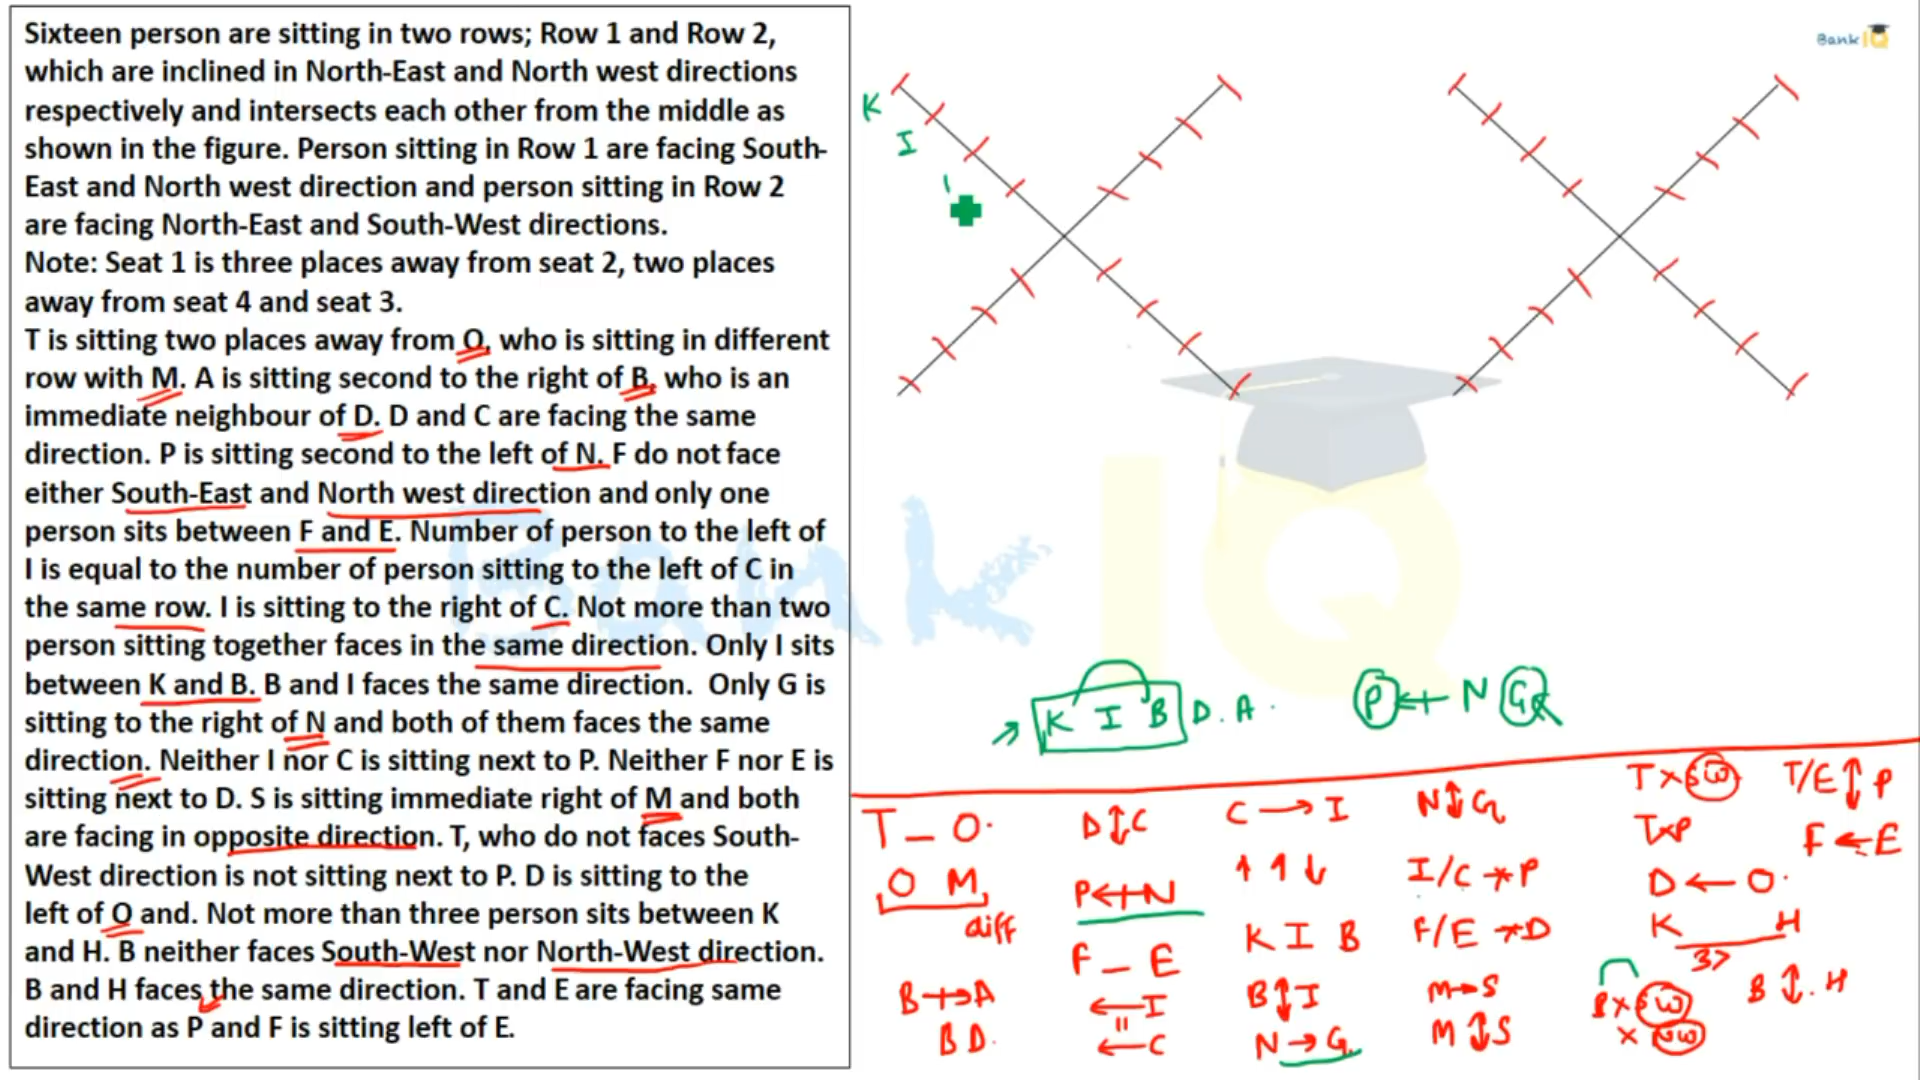 Sixteen person are sitting in two rows; Row 1 and Row 2,
which are inclined in North-East and North west directions
respectively and intersects each other from the middle as
shown in the figure. Person sitting in Row 1 are facing South-
East and North west direction and person sitting in Row 2
are facing North-East and South-West directions.
Note: Seat 1 is three places away from seat 2, two places
away from seat 4 and seat 3.
T is sitting two places away from O, who is sitting in different
row with M. A is sitting second to the right of B, who is an
immediate neighbour of D. D and C are facing the same
direction. P is sitting second to the left of N. F do not face
either South-East and North west direction and only one
person sits between F and E. Number of person to the left of
I is equal to the number of person sitting to the left of C in
the same row. I is sitting to the right of C. Not more than two
person sitting together faces in the same direction. Only I sits
between K and B. B and I faces the same direction.  Only G is
sitting to the right of N and both of them faces the same
direction. Neither I nor C is sitting next to P. Neither F nor E is
sitting next to D. S is sitting immediate right of M and both
are facing in opposite direction. T, who do not faces South-
West direction is not sitting next to P. D is sitting to the
left of O and. Not more than three person sits between K
and H. B neither faces South-West nor North-West direction.
B and H faces the same direction. T and E are facing same
direction as P and F is sitting left of E.
Bank IQ
K
I
Bank IQ
K I B D. A.
P N G
T _ O.
O M
diff
B A
B D.
D C
P N
F _ E
I
=
C
C → I
K I B
B I
N → G
N G
I/C P
F/E D
M→S
M S
T × SW
T×P
D ← O.
K H
3>
B × SW
× NW
T/E P
F ← E
B . H